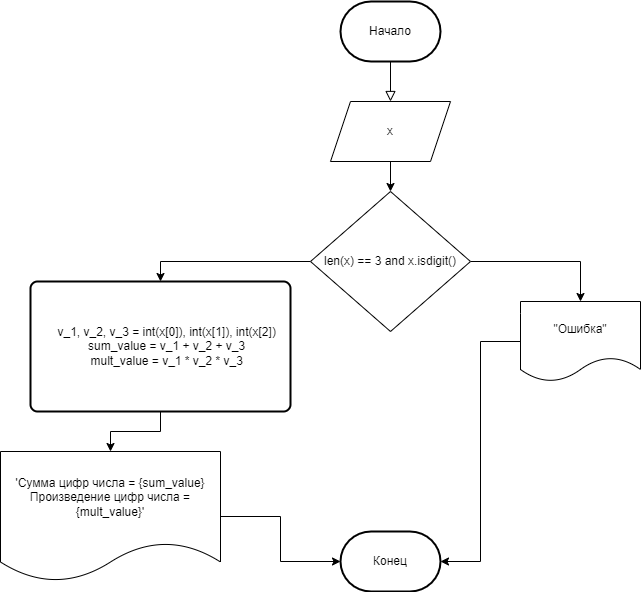 Начало
x
len(x) == 3 and x.isdigit()
v_1, v_2, v_3 = int(x[0]), int(x[1]), int(x[2])
sum_value = v_1 + v_2 + v_3
mult_value = v_1 * v_2 * v_3
"Ошибка"
'Сумма цифр числа = {sum_value}
Произведение цифр числа =
{mult_value}'
Конец